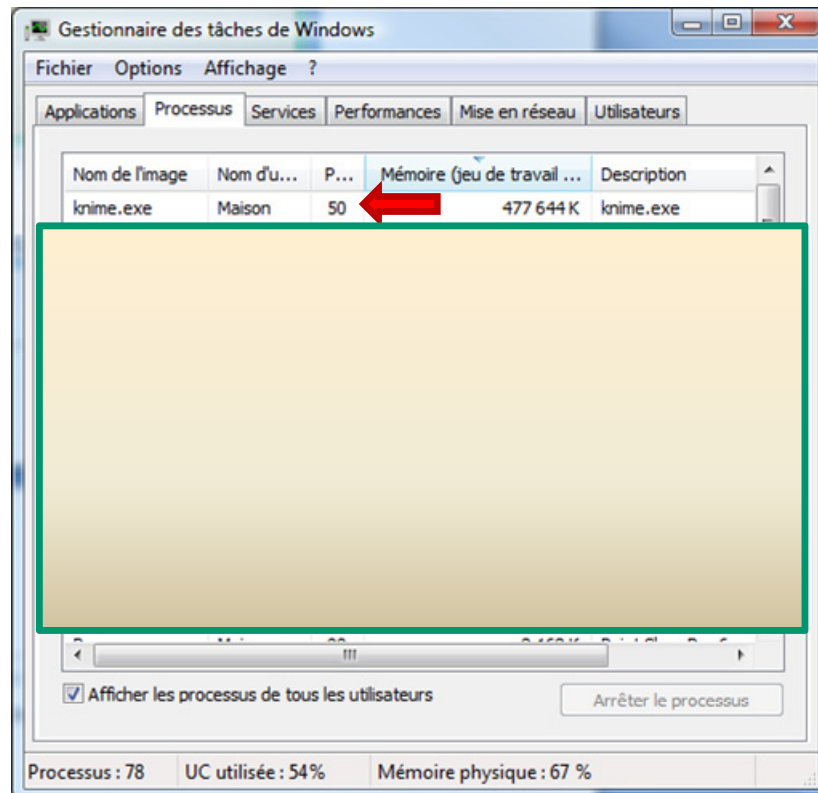 Gestionnaire des tâches de Windows
Fichier Options Affichage ?
Applications Processus Services Performances Mise en réseau Utilisateurs
Nom de l'image Nom d'u... P... Mémoire (jeu de travail ... Description
knime.exe Maison 50 477 644 K knime.exe
Afficher les processus de tous les utilisateurs Arrêter le processus
Processus : 78 UC utilisée : 54% Mémoire physique : 67 %